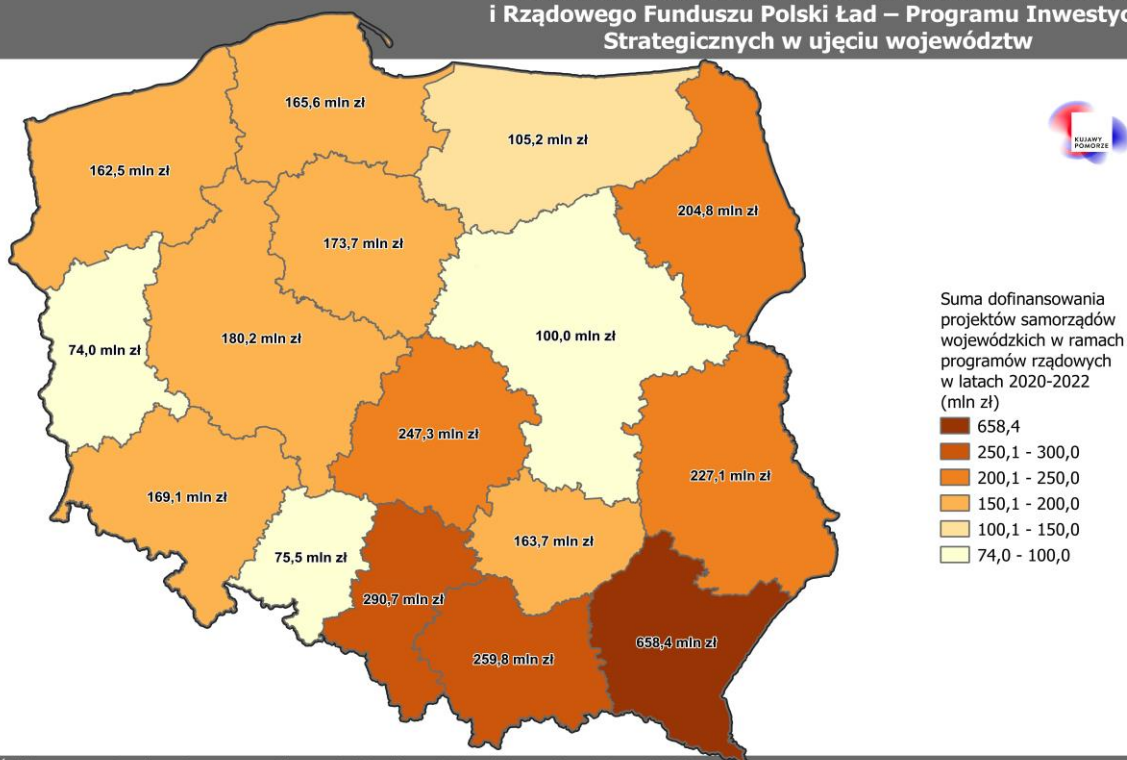 i Rządowego Funduszu Polski Ład – Programu
Strategicznych w ujęciu województw
165,6 mln zł
105,2 mln zł
162,5 mln zł
KUJAWY
POMORZE
204,8 mln zł
173,7 mln zł
Suma dofinansowania
projektów samorządów
wojewódzkich w ramach
programów rządowych
w latach 2020-2022
(mln zł)
658,4
250,1 - 300,0
200,1 - 250,0
150,1 - 200,0
100,1 - 150,0
74,0 - 100,0
74,0 mln zł
180,2 mln zł
100,0 mln zł
247,3 mln zł
227,1 mln zł
169,1 mln zł
163,7 mln zł
75,5 mln zł
290,7 mln zł
658,4 mln zł
259,8 mln zł